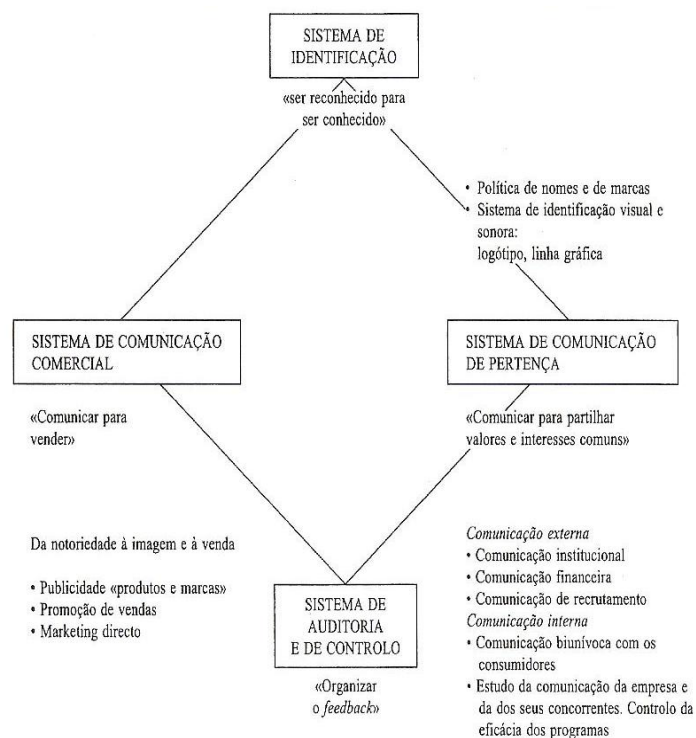 SISTEMA DE
IDENTIFICAÇÃO
«ser reconhecido para
ser conhecido»
• Política de nomes e de marcas
• Sistema de identificação visual e
sonora:
logótipo, linha gráfica
SISTEMA DE COMUNICAÇÃO
COMERCIAL
SISTEMA DE COMUNICAÇÃO
DE PERTENÇA
«Comunicar para
vender»
«Comunicar para partilhar
valores e interesses comuns»
Da notoriedade à imagem e à venda
• Publicidade «produtos e marcas»
• Promoção de vendas
• Marketing directo
SISTEMA DE
AUDITORIA
E DE CONTROLO
«Organizar
o feedback»
Comunicação externa
• Comunicação institucional
• Comunicação financeira
• Comunicação de recrutamento
Comunicação interna
• Comunicação biunívoca com os
consumidores
• Estudo da comunicação da empresa e
da dos seus concorrentes. Controlo da
eficácia dos programas